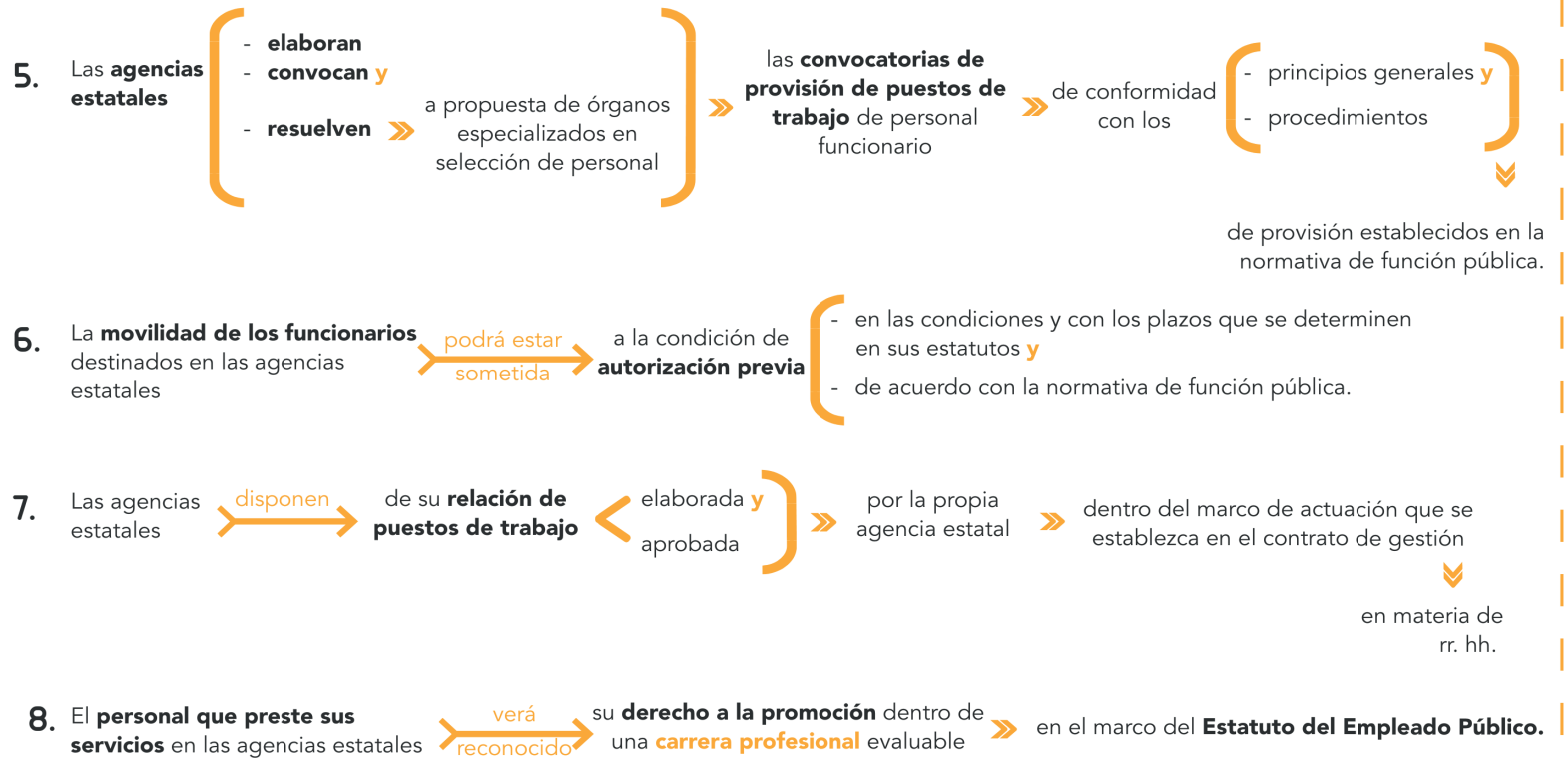 5.
Las agencias
estatales
- elaboran
- convocan y
- resuelven
a propuesta de órganos
especializados en
selección de personal
las convocatorias de
provisión de puestos de
trabajo de personal
funcionario
de conformidad
con los
- principios generales y
- procedimientos
de provisión establecidos en la
normativa de función pública.
6.
La movilidad de los funcionarios
destinados en las agencias
estatales
podrá estar
sometida
a la condición de
autorización previa
- en las condiciones y con los plazos que se determinen
en sus estatutos y
- de acuerdo con la normativa de función pública.
7.
Las agencias
estatales
disponen
de su relación de
puestos de trabajo
elaborada y
aprobada
por la propia
agencia estatal
dentro del marco de actuación que se
establezca en el contrato de gestión
en materia de
rr. hh.
8.
El personal que preste sus
servicios en las agencias estatales
verá
reconocido
su derecho a la promoción dentro de
una carrera profesional evaluable
en el marco del Estatuto del Empleado Público.